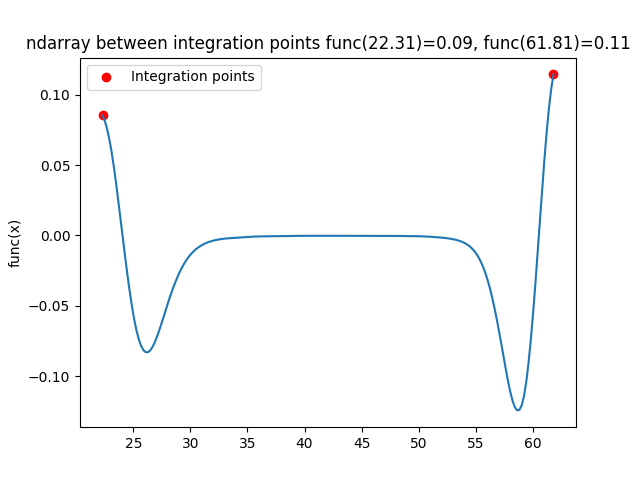 ndarray between integration points func(22.31)=0.09, func(61.81)=0.11
Integration points
func(x)
0.10
0.05
0.00
−0.05
−0.10
25 30 35 40 45 50 55 60